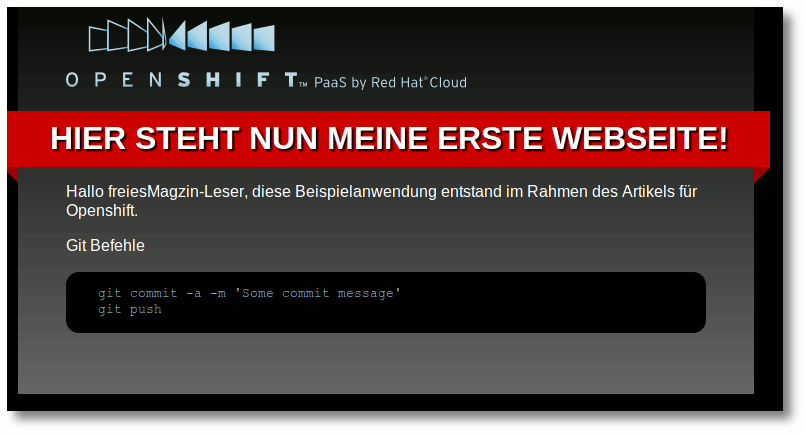 OPENSHIFT™ PaaS by Red Hat® Cloud
HIER STEHT NUN MEINE ERSTE WEBSEITE!
Hallo freiesMagzin-Leser, diese Beispielanwendung entstand im Rahmen des Artikels für
Openshift.
Git Befehle
git commit -a -m 'Some commit message'
git push